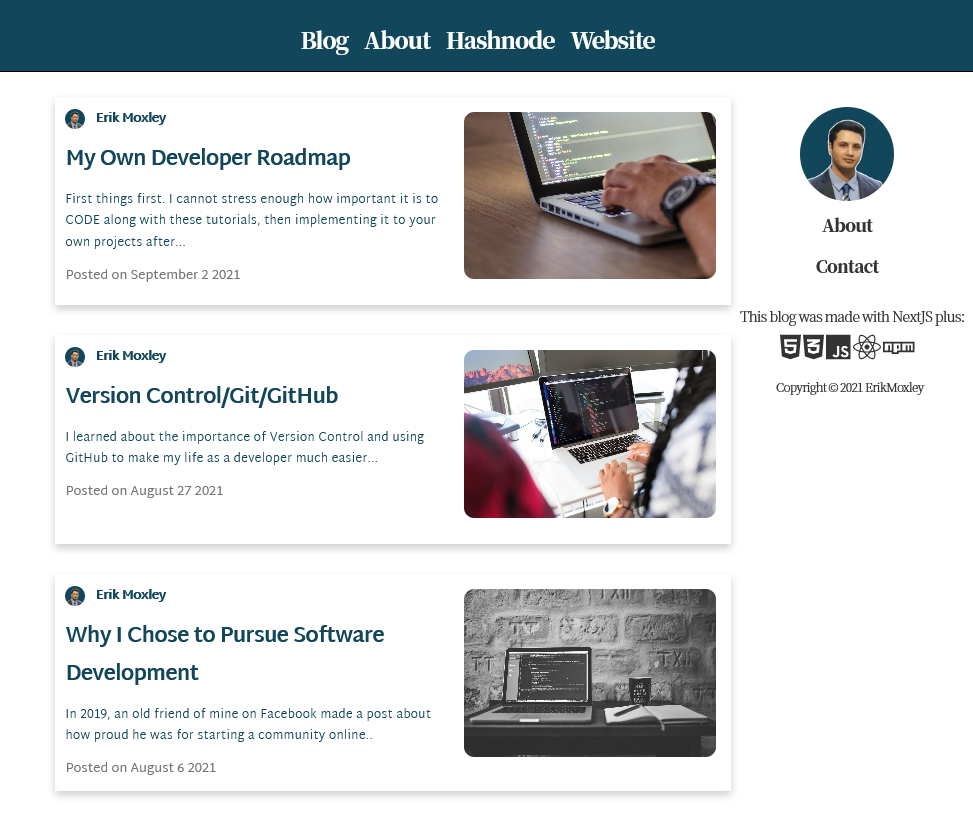 Blog About Hashnode Website
Erik Moxley
My Own Developer Roadmap
First things first. I cannot stress enough how important it is to
CODE along with these tutorials, then implementing it to your
own projects after...
Posted on September 2 2021
Erik Moxley
Version Control/Git/GitHub
I learned about the importance of Version Control and using
GitHub to make my life as a developer much easier...
Posted on August 27 2021
Erik Moxley
Why I Chose to Pursue Software
Development
In 2019, an old friend of mine on Facebook made a post about
how proud he was for starting a community online..
Posted on August 6 2021
About
Contact
This blog was made with NextJS plus:
5 3 JS npm
Copyright © 2021 ErikMoxley